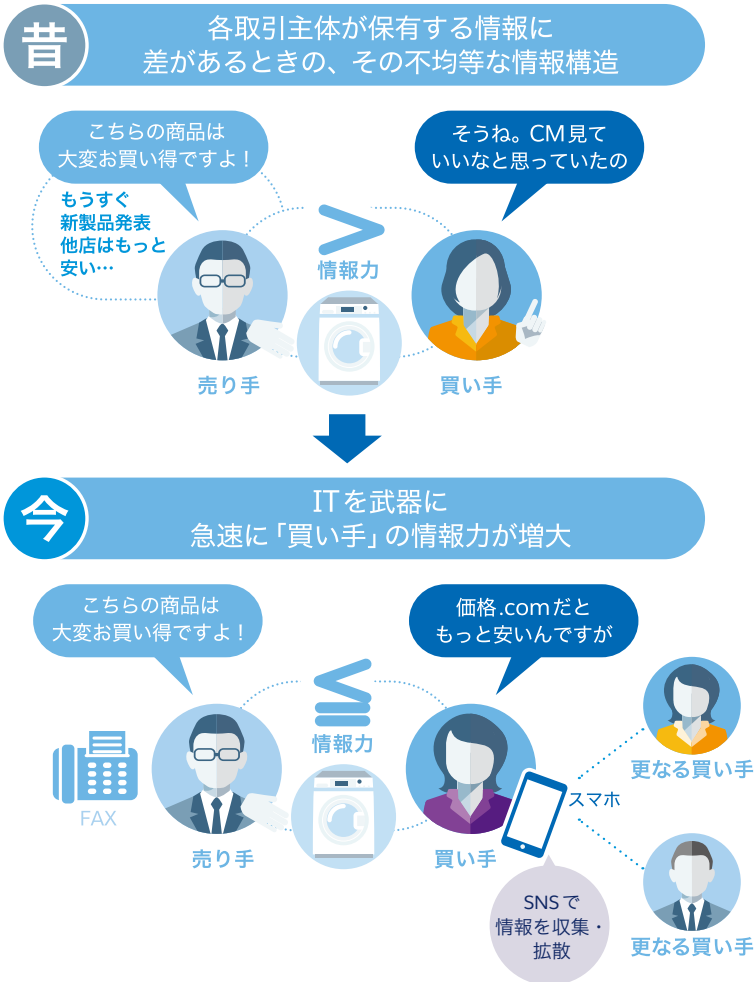 昔
各取引主体が保有する情報に
差があるときの、その不均等な情報構造
こちらの商品は
大変お買い得ですよ！
そうね。CM見て
いいなと思っていたの
もうすぐ
新製品発表
他店はもっと
安い…
＞
情報力
売り手
買い手
今
ITを武器に
急速に「買い手」の情報力が増大
こちらの商品は
大変お買い得ですよ！
価格.comだと
もっと安いんですが
≦
情報力
FAX
売り手
買い手
スマホ
更なる買い手
SNSで
情報を収集・
拡散
更なる買い手